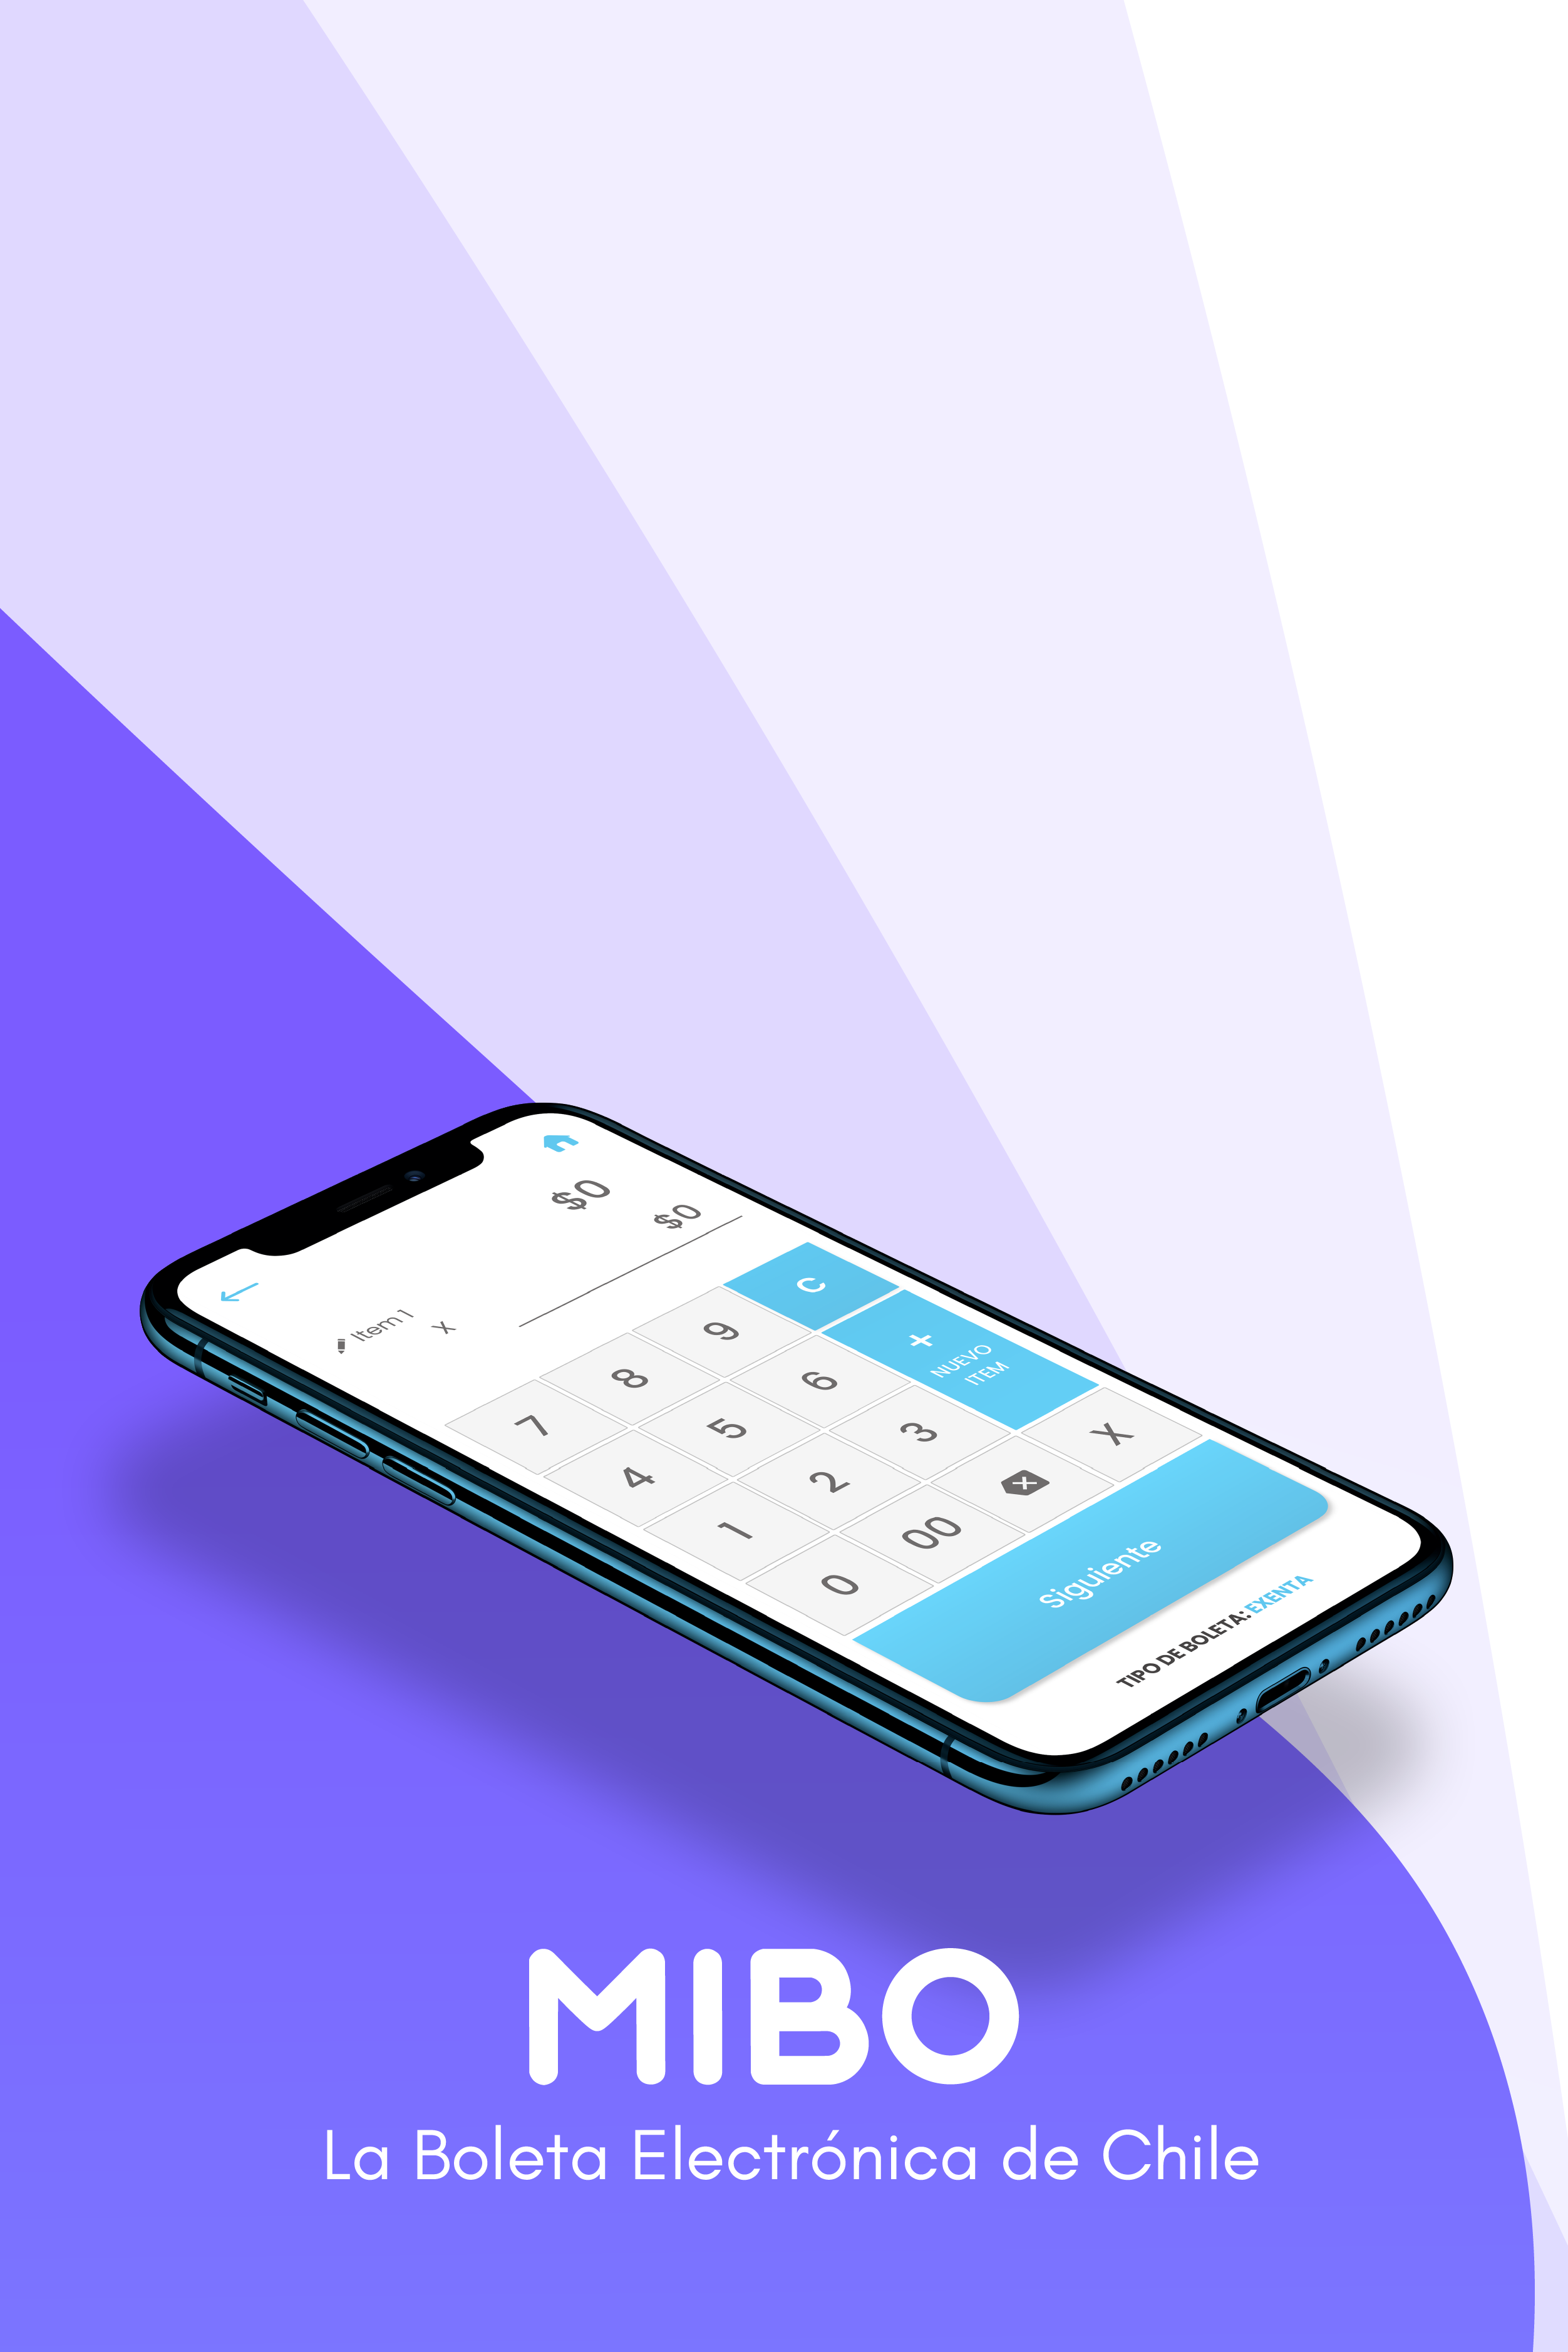 $0
Item 1
X
$0
7 8 9 C
4 5 6 +
NUEVO
ITEM
1 2 3
0 00 X
Siguiente
TIPO DE BOLETA: EXENTA
MIBO
La Boleta Electrónica de Chile